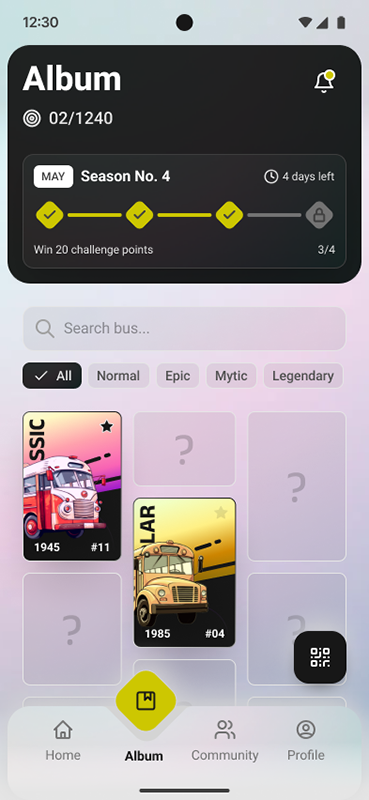 12:30
Album
02/1240
MAY Season No. 4 4 days left
Win 20 challenge points 3/4
Search bus...
All Normal Epic Mytic Legendary
? ?
SSIC
1945 #11
LAR
1985 #04
? ?
?
Home Album Community Profile